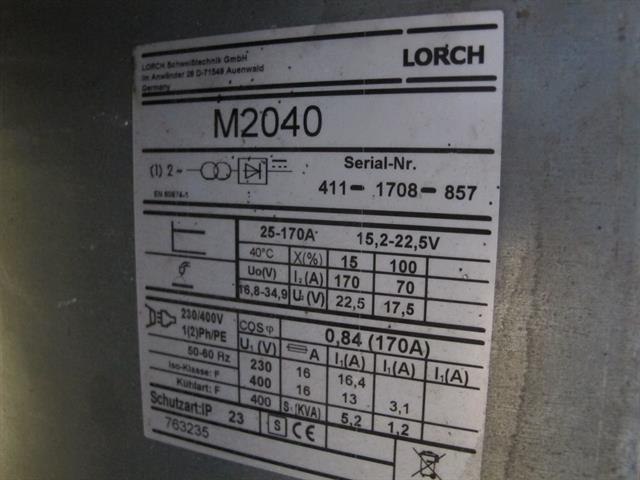 LORCH Schweißtechnik GmbH
Im Anwänder 26 D-71549 Auenwald
Germany
LORCH
M2040
(1) 2~
EN 60974-1
Serial-Nr.
411-1708-857
25-170A 15,2-22,5V
40°C X(%) 15 100
Uo(V) I₂(A) 170 70
16,8-34,9 U₂(V) 22,5 17,5
230/400V
1(2)Ph/PE
50-60 Hz
cos φ 0,84 (170A)
U₁(V) A I₁(A) I₁(A) I₁(A)
230 16 16,4
400 16 13 3,1
400 S₁(KVA) 5,2 1,2
Iso-Klasse: F
Kühlart: F
Schutzart:IP 23 S CE
763235